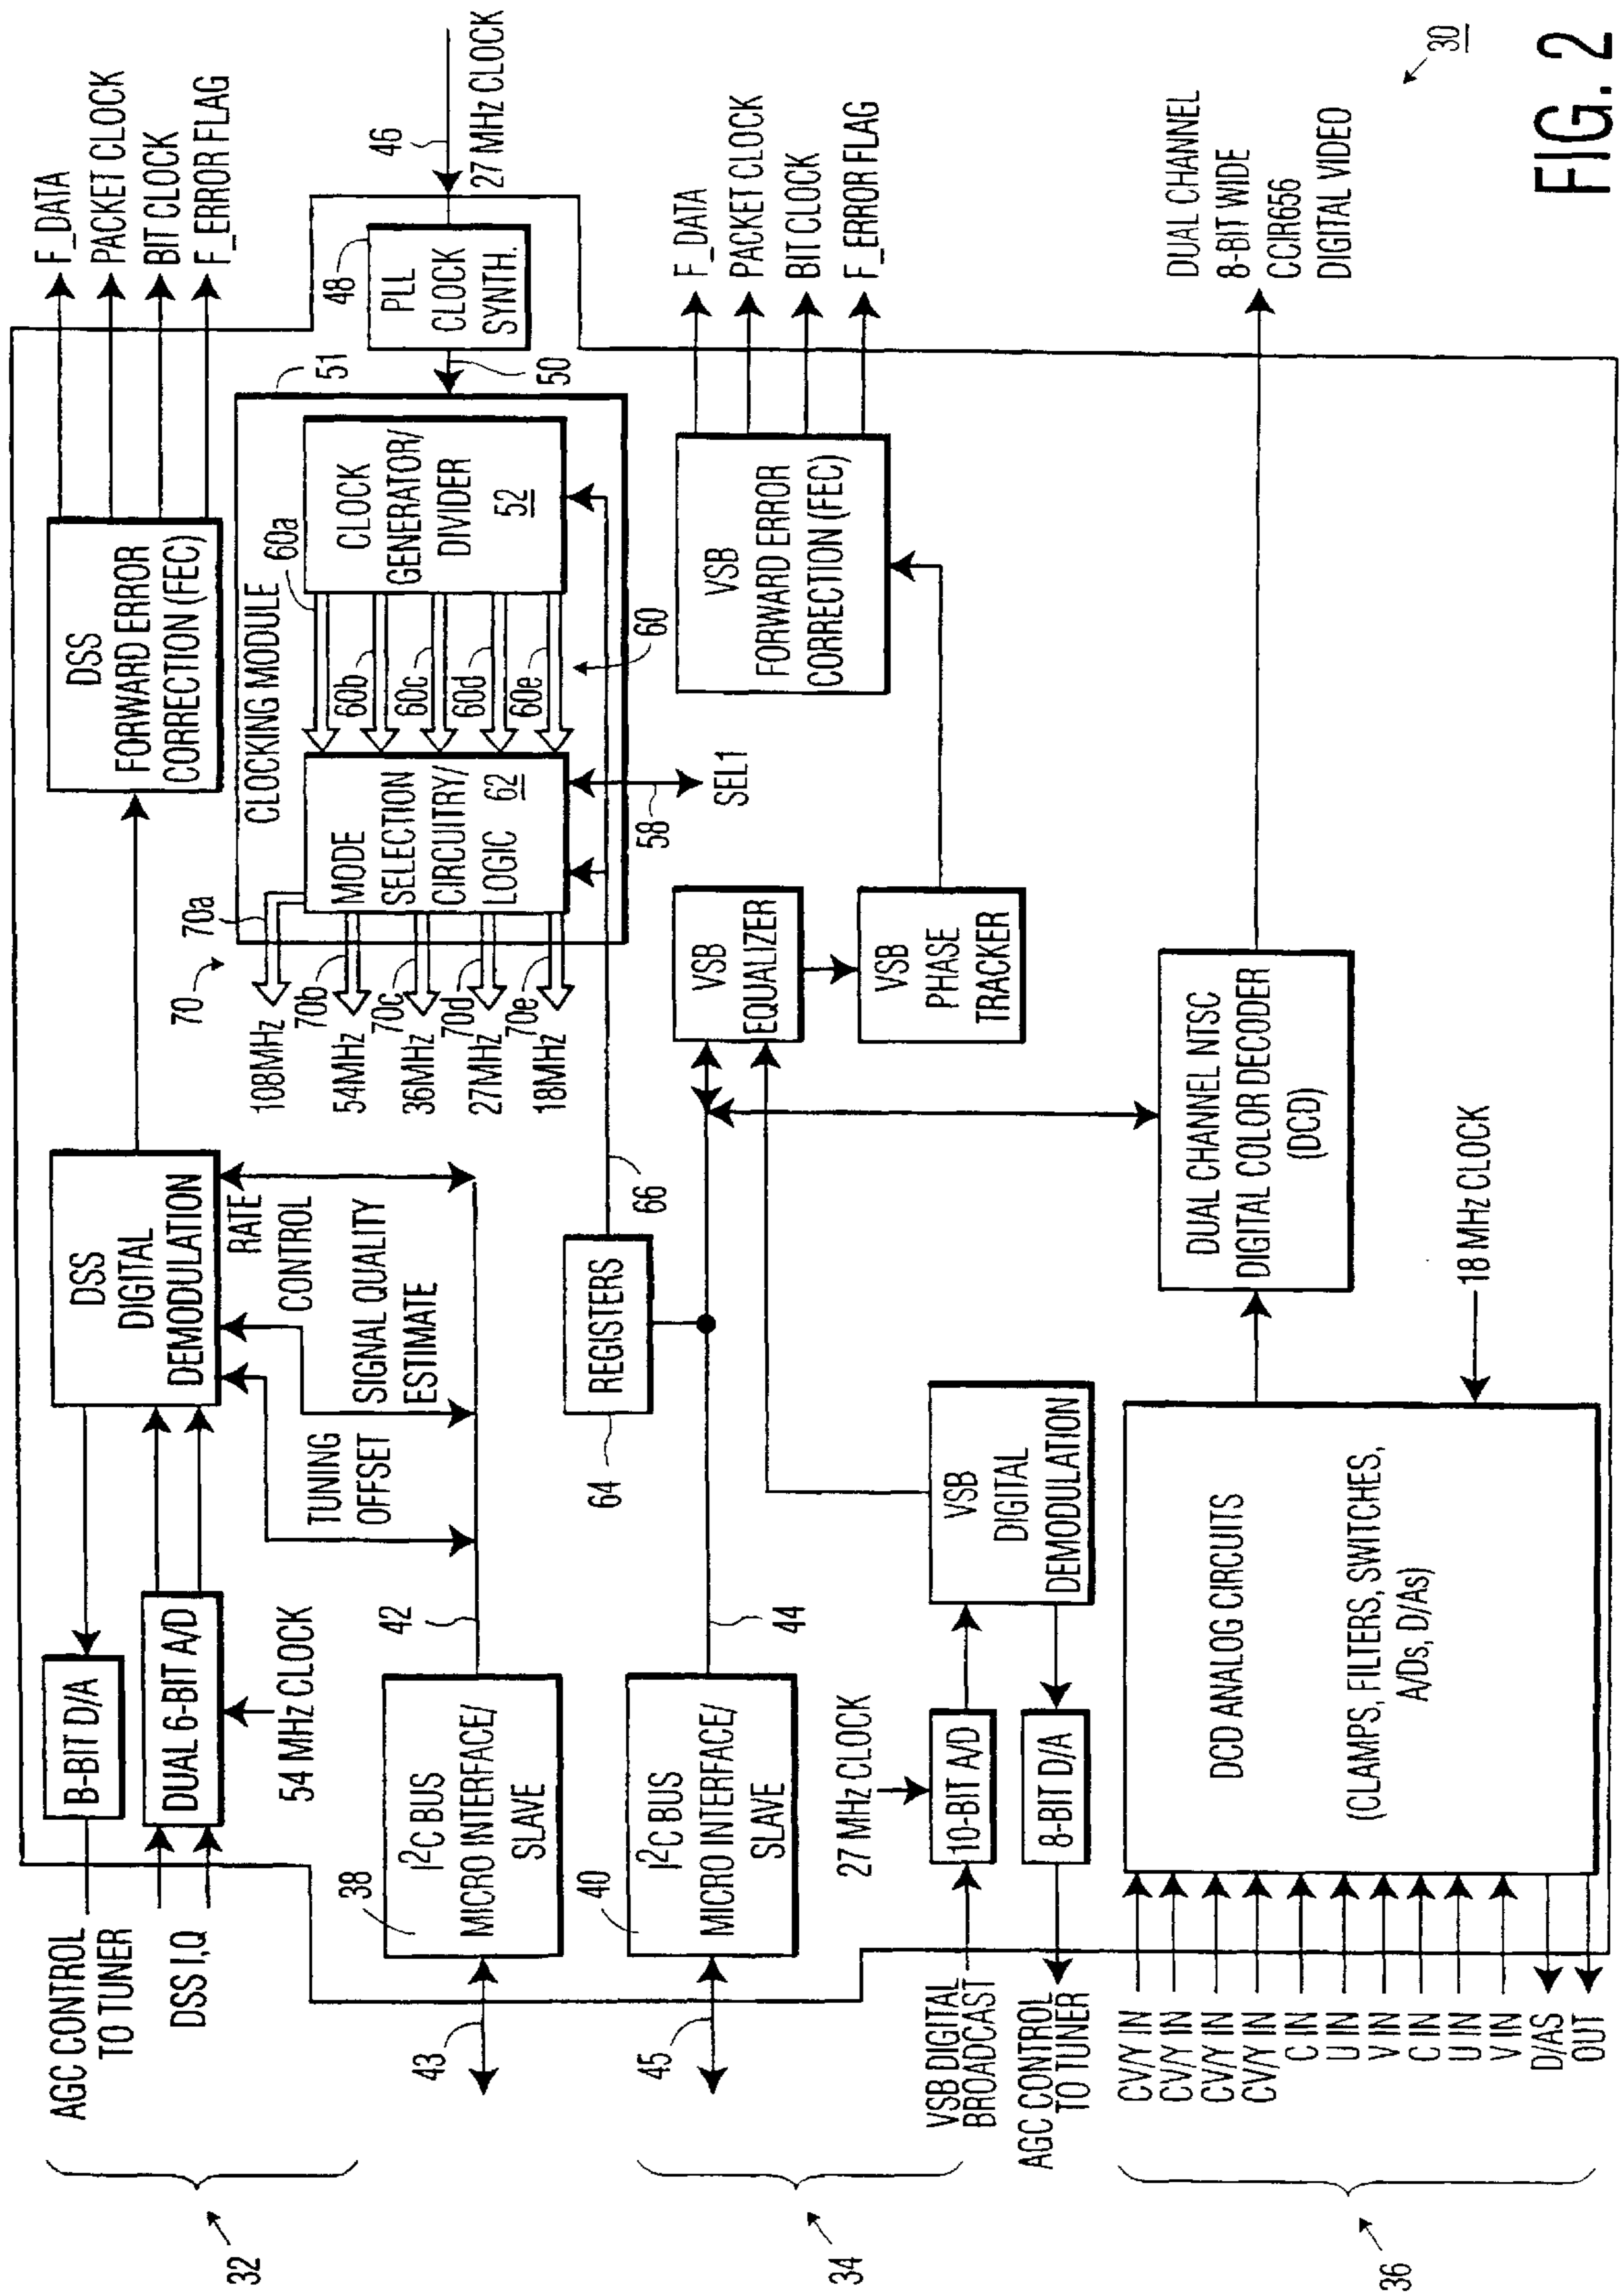 AGC CONTROL
TO TUNER
DSS I,Q
B-BIT D/A
DUAL 6-BIT A/D
54 MHz CLOCK
DSS
DIGITAL
DEMODULATION
RATE
CONTROL
SIGNAL QUALITY
ESTIMATE
TUNING
OFFSET
DSS
FORWARD ERROR
CORRECTION (FEC)
F_DATA
PACKET CLOCK
BIT CLOCK
F_ERROR FLAG
32
43
38
I²C BUS
MICRO INTERFACE/
SLAVE
42
70
70a
108MHz
70b
54MHz
70c
36MHz
70d
27MHz
70e
18MHz
CLOCKING MODULE
51
MODE
SELECTION
CIRCUITRY/
LOGIC 62
60a
60b
60c
60d
60e
60
CLOCK
GENERATOR/
DIVIDER
52
50
48
PLL
CLOCK
SYNTH.
46
27 MHz CLOCK
58
SEL1
66
REGISTERS
64
45
40
I²C BUS
MICRO INTERFACE/
SLAVE
44
34
VSB DIGITAL
BROADCAST
AGC CONTROL
TO TUNER
27 MHz CLOCK
10-BIT A/D
8-BIT D/A
VSB
DIGITAL
DEMODULATION
VSB
EQUALIZER
VSB
PHASE
TRACKER
VSB
FORWARD ERROR
CORRECTION (FEC)
F_DATA
PACKET CLOCK
BIT CLOCK
F_ERROR FLAG
36
CV/Y IN
CV/Y IN
CV/Y IN
CV/Y IN
C IN
U IN
V IN
C IN
U IN
V IN
D/AS
OUT
DCD ANALOG CIRCUITS
(CLAMPS, FILTERS, SWITCHES,
A/Ds, D/As)
18 MHz CLOCK
DUAL CHANNEL NTSC
DIGITAL COLOR DECODER
(DCD)
DUAL CHANNEL
8-BIT WIDE
CCIR656
DIGITAL VIDEO
30
FIG. 2